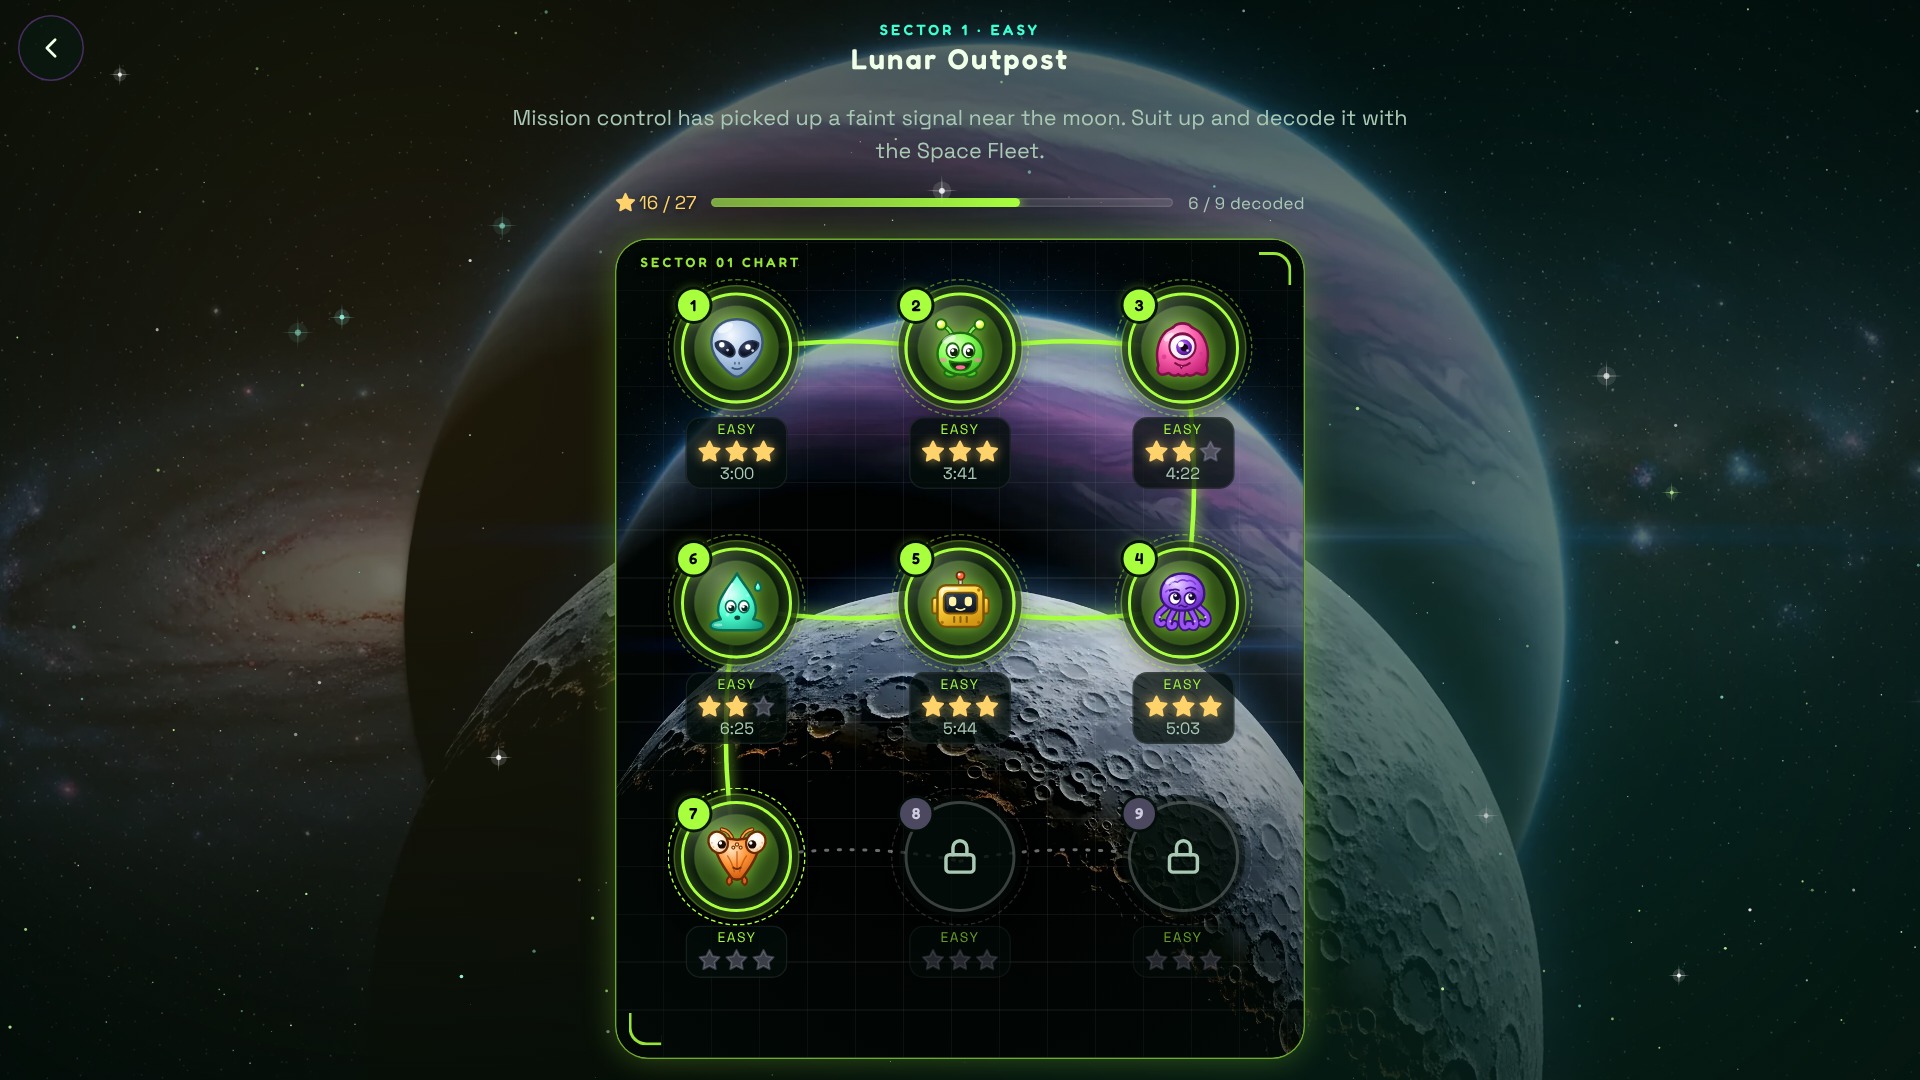 SECTOR 1 · EASY
Lunar Outpost
Mission control has picked up a faint signal near the moon. Suit up and decode it with
the Space Fleet.
16 / 27
6 / 9 decoded
SECTOR 01 CHART
1
2
3
EASY
3:00
EASY
3:41
EASY
4:22
6
5
4
EASY
6:25
EASY
5:44
EASY
5:03
7
8
9
EASY
EASY
EASY